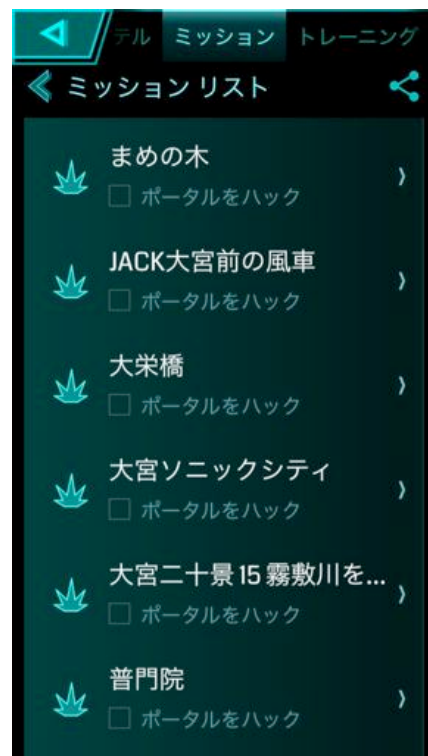 テル ミッション トレーニング
ミッション リスト
まめの木
ポータルをハック
JACK大宮前の風車
ポータルをハック
大栄橋
ポータルをハック
大宮ソニックシティ
ポータルをハック
大宮二十景 15 霧敷川を...
ポータルをハック
普門院
ポータルをハック